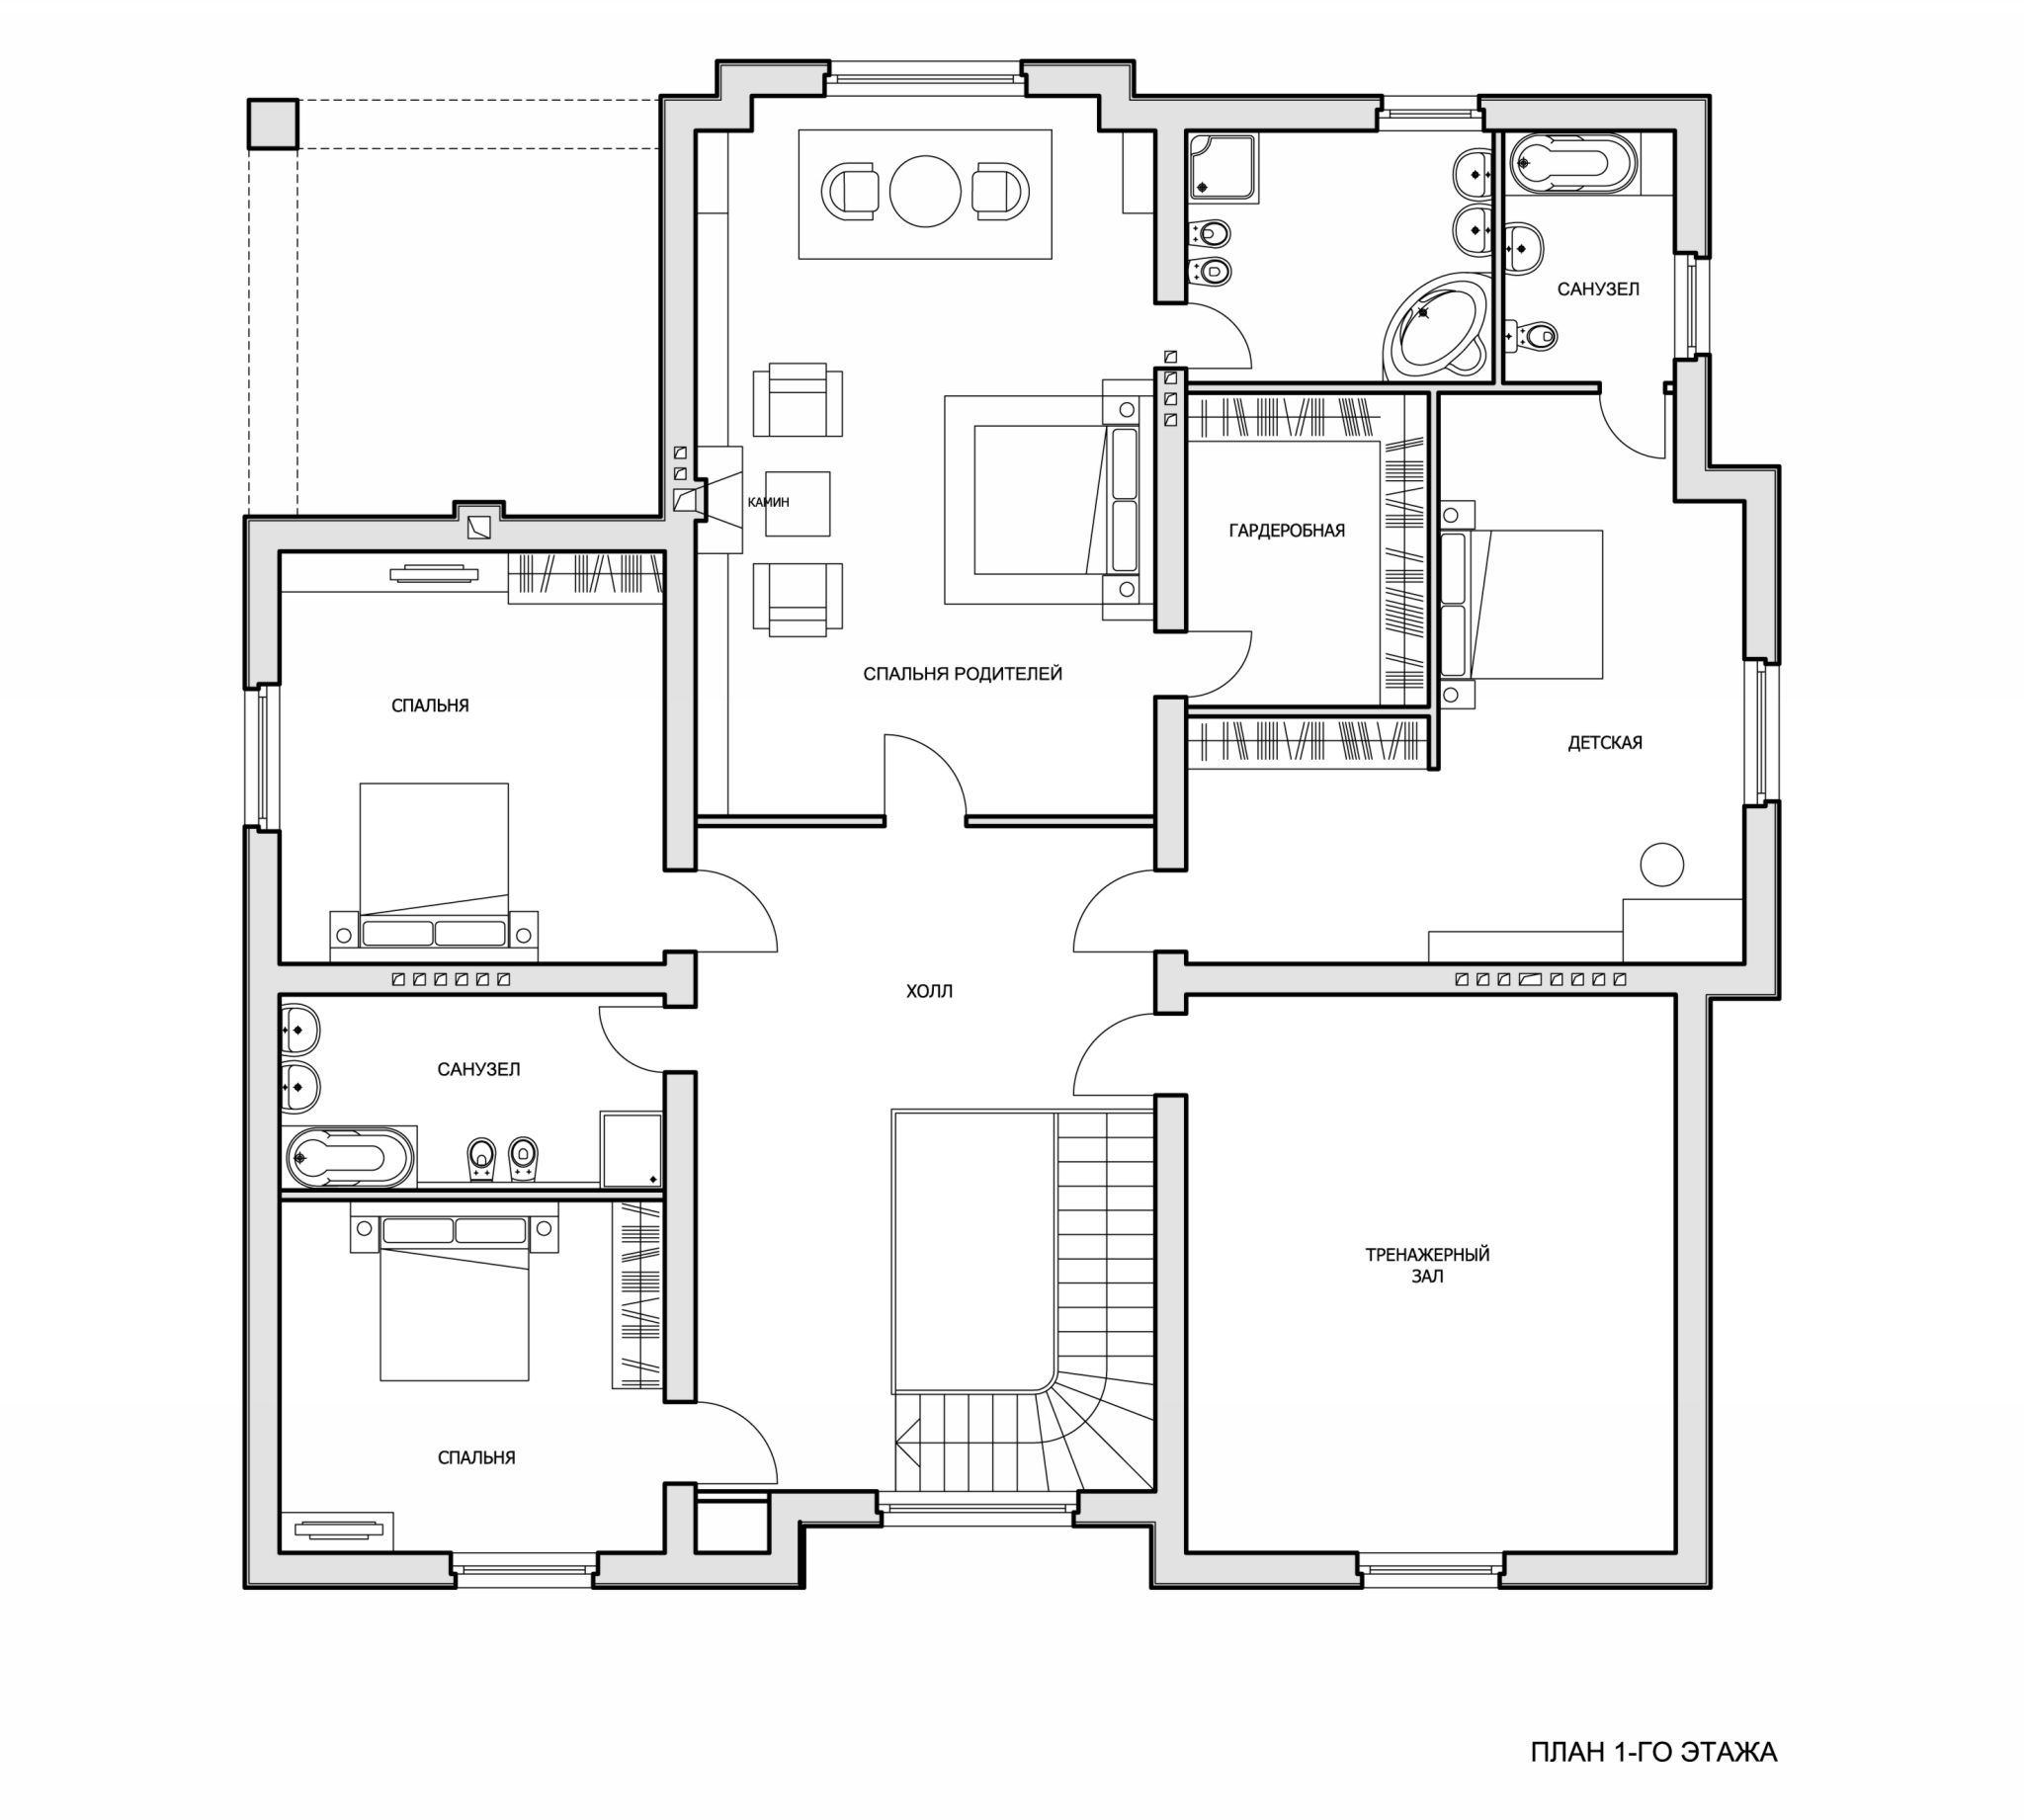 САНУЗЕЛ
КАМИН
ГАРДЕРОБНАЯ
СПАЛЬНЯ РОДИТЕЛЕЙ
СПАЛЬНЯ
ДЕТСКАЯ
ХОЛЛ
САНУЗЕЛ
ТРЕНАЖЕРНЫЙ
ЗАЛ
СПАЛЬНЯ
ПЛАН 1-ГО ЭТАЖА